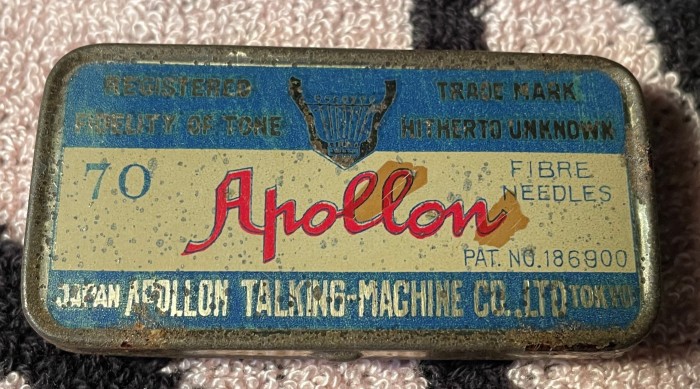 REGISTERED TRADE MARK
FIDELITY OF TONE HITHERTO UNKNOWN
70
Apollon
FIBRE
NEEDLES
PAT. NO. 186900
JAPAN APOLLON TALKING-MACHINE CO., LTD TOKYO